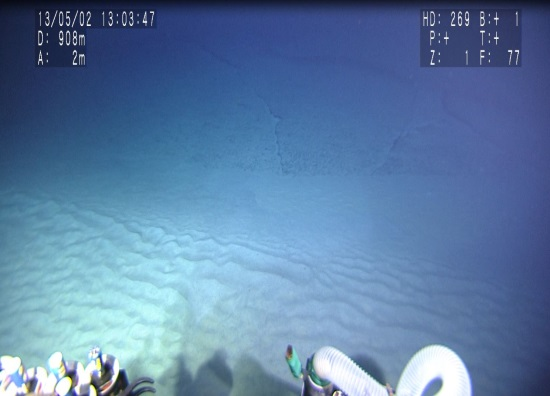 13/05/02 13:03:47
D: 908m
A: 2m
HD: 269 B:+ 1
P:+ T:+
Z: 1 F: 77